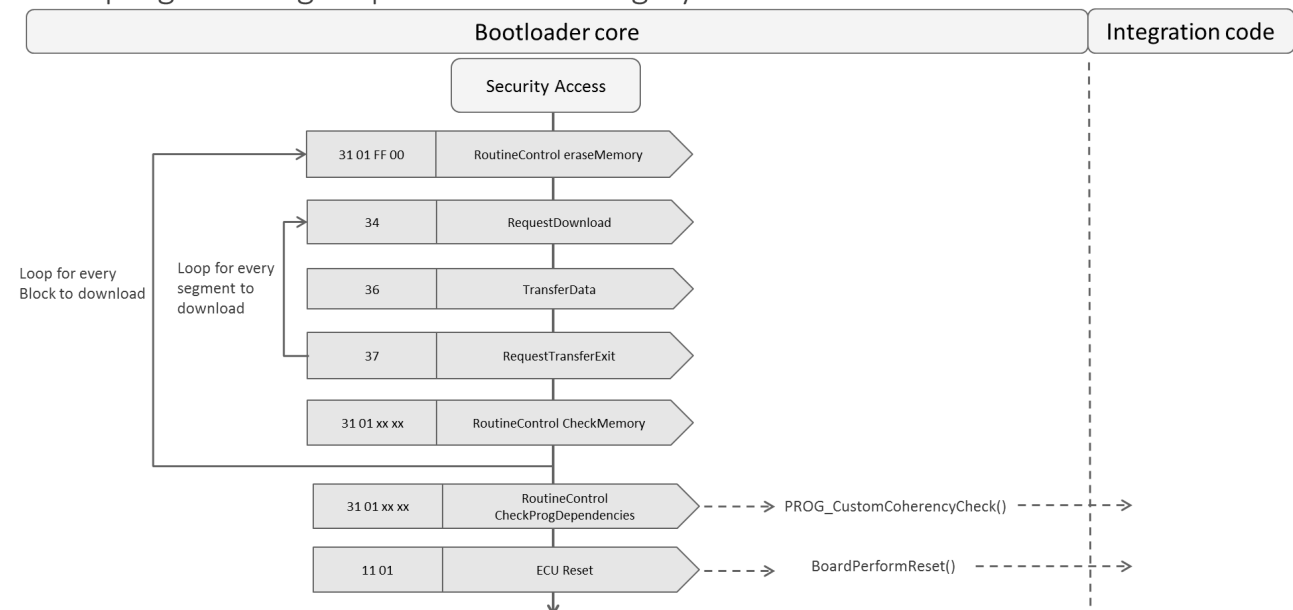 Bootloader core
Integration code
Security Access
31 01 FF 00
RoutineControl eraseMemory
34
RequestDownload
Loop for every
Block to download
Loop for every
segment to
download
36
TransferData
37
RequestTransferExit
31 01 xx xx
RoutineControl CheckMemory
31 01 xx xx
RoutineControl
CheckProgDependencies
PROG_CustomCoherencyCheck()
11 01
ECU Reset
BoardPerformReset()